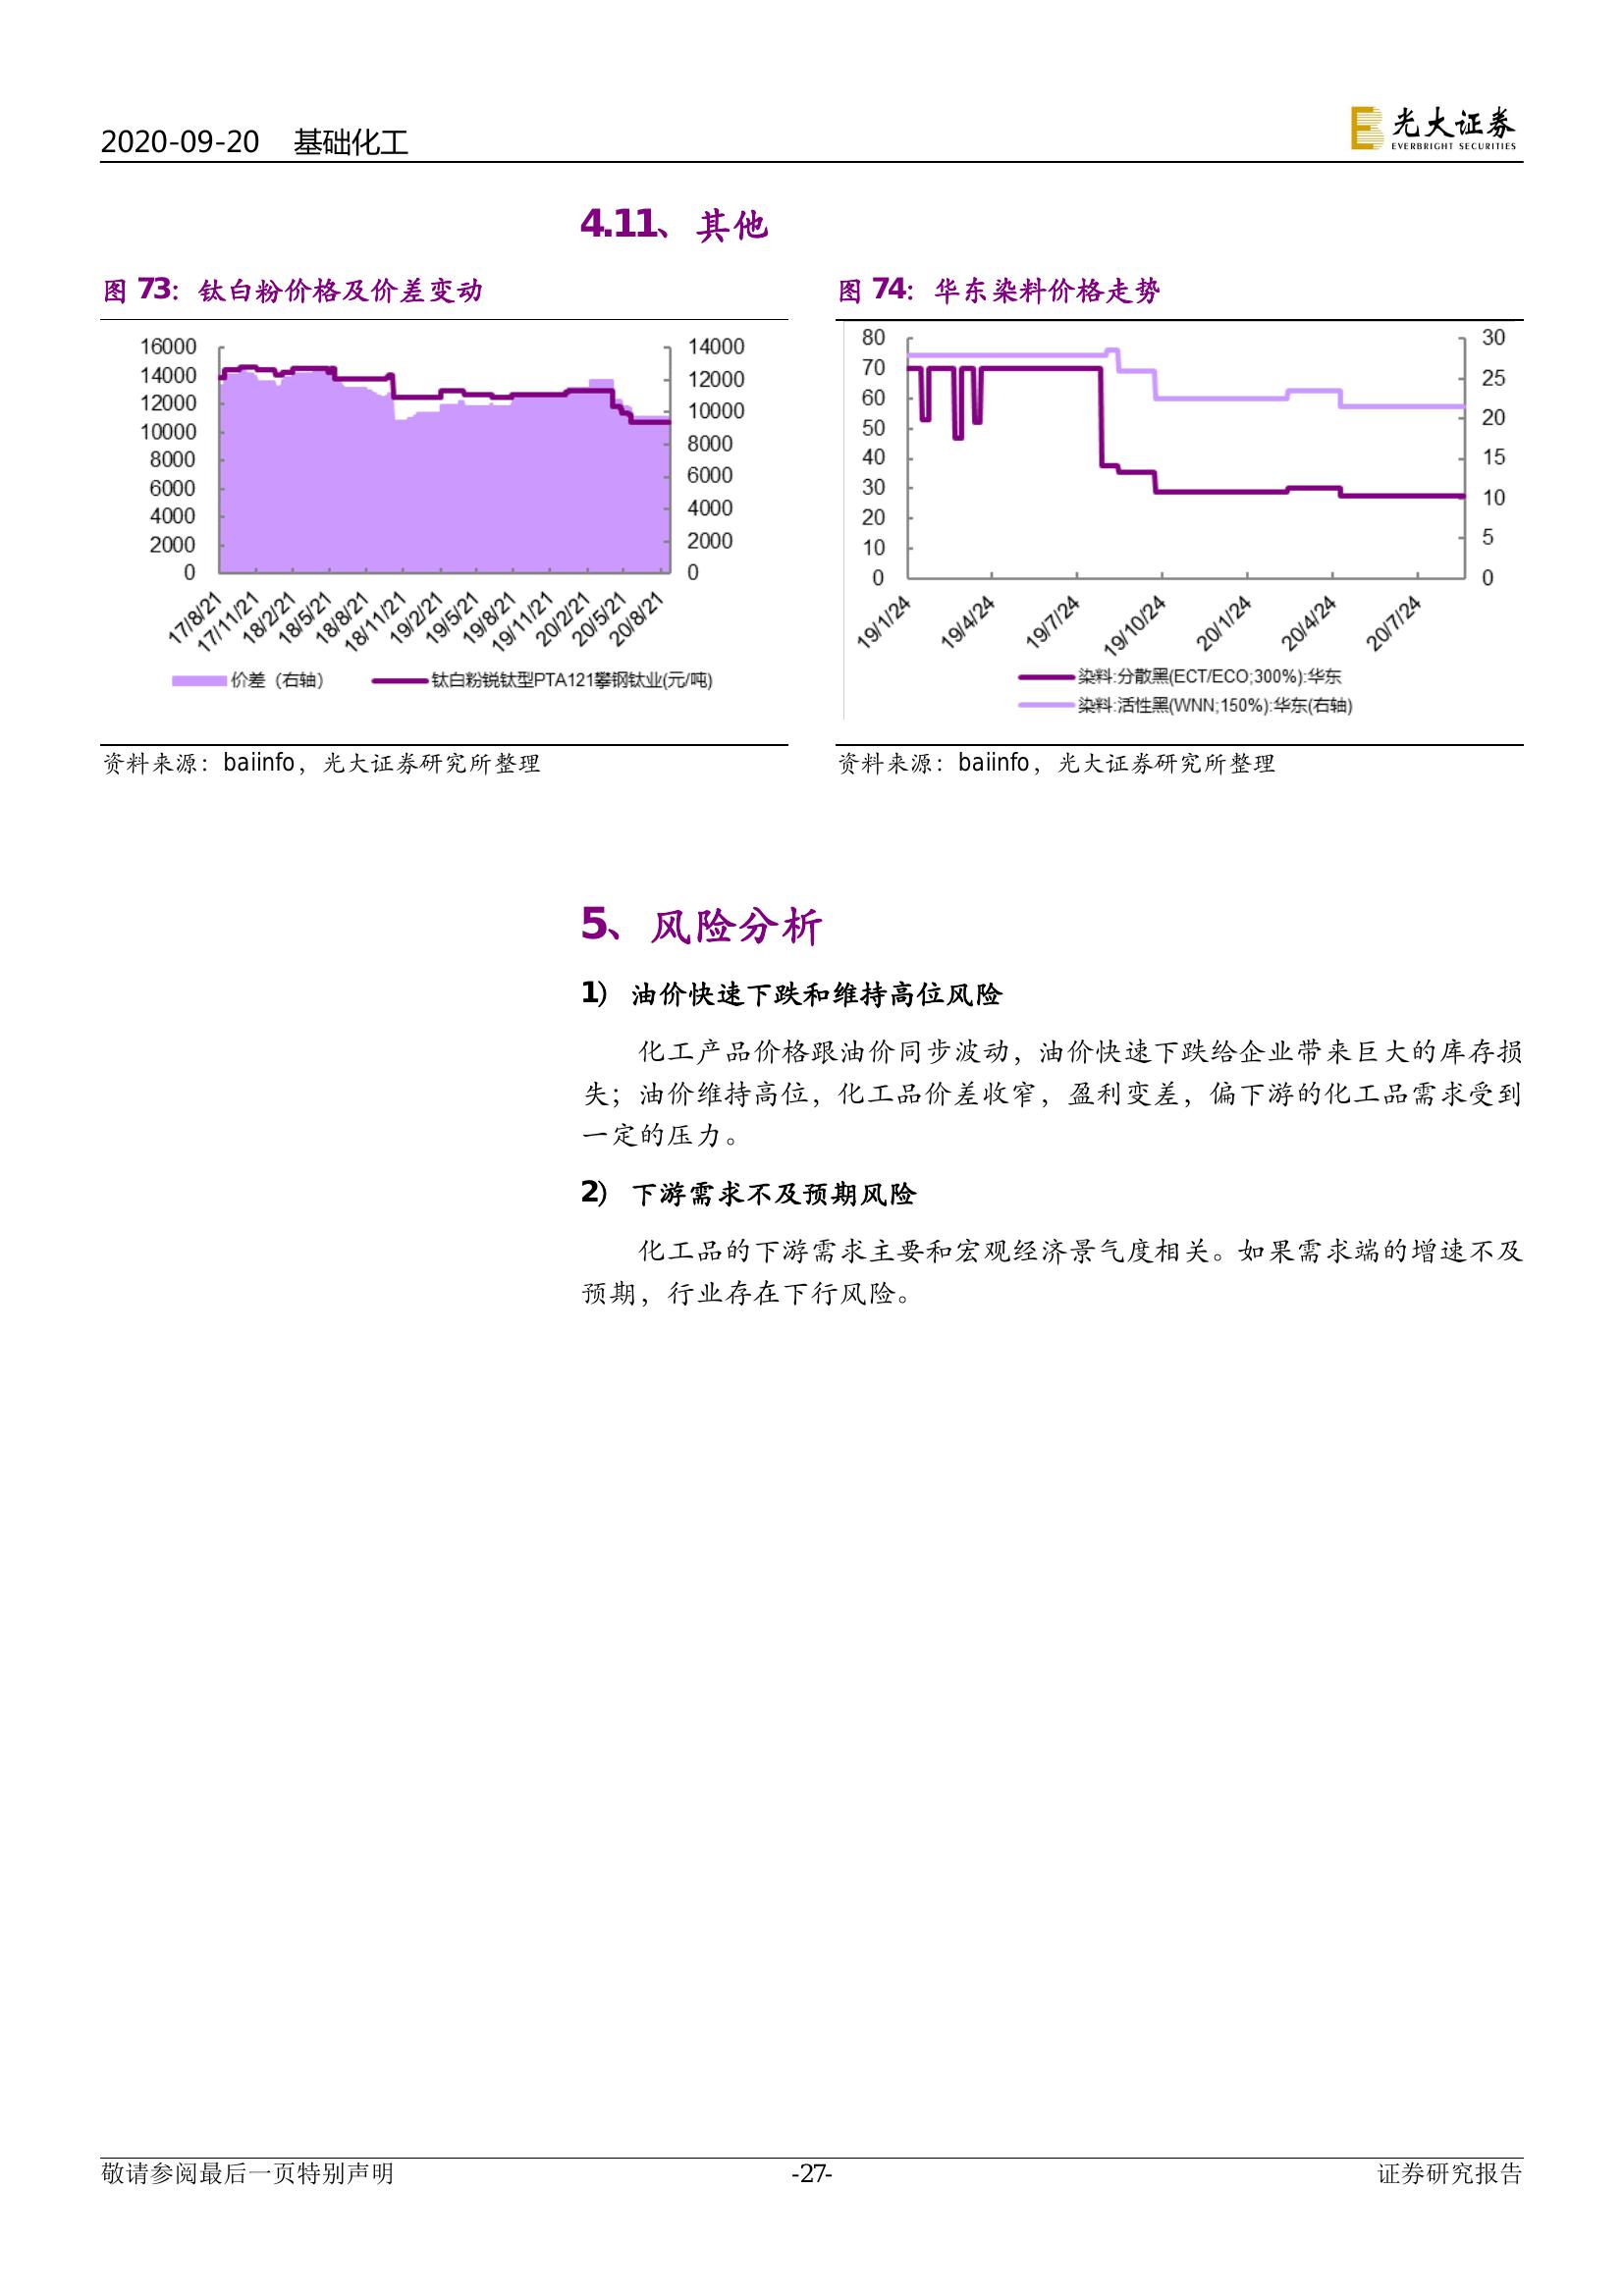 2020-09-20 基础化工
光大证券
EVERBRIGHT SECURITIES
4.11、其他
图 73：钛白粉价格及价差变动
16000
14000
12000
10000
8000
6000
4000
2000
0
14000
12000
10000
8000
6000
4000
2000
0
17/8/21
17/11/21
18/2/21
18/5/21
18/8/21
18/11/21
19/2/21
19/5/21
19/8/21
19/11/21
20/2/21
20/5/21
20/8/21
价差（右轴） 钛白粉锐钛型PTA121攀钢钛业(元/吨)
资料来源：baiinfo，光大证券研究所整理
图 74：华东染料价格走势
80
70
60
50
40
30
20
10
0
30
25
20
15
10
5
0
19/1/24
19/4/24
19/7/24
19/10/24
20/1/24
20/4/24
20/7/24
染料:分散黑(ECT/ECO;300%):华东
染料:活性黑(WNN;150%):华东(右轴)
资料来源：baiinfo，光大证券研究所整理
5、风险分析
1） 油价快速下跌和维持高位风险
化工产品价格跟油价同步波动，油价快速下跌给企业带来巨大的库存损
失；油价维持高位，化工品价差收窄，盈利变差，偏下游的化工品需求受到
一定的压力。
2） 下游需求不及预期风险
化工品的下游需求主要和宏观经济景气度相关。如果需求端的增速不及
预期，行业存在下行风险。
敬请参阅最后一页特别声明 -27- 证券研究报告